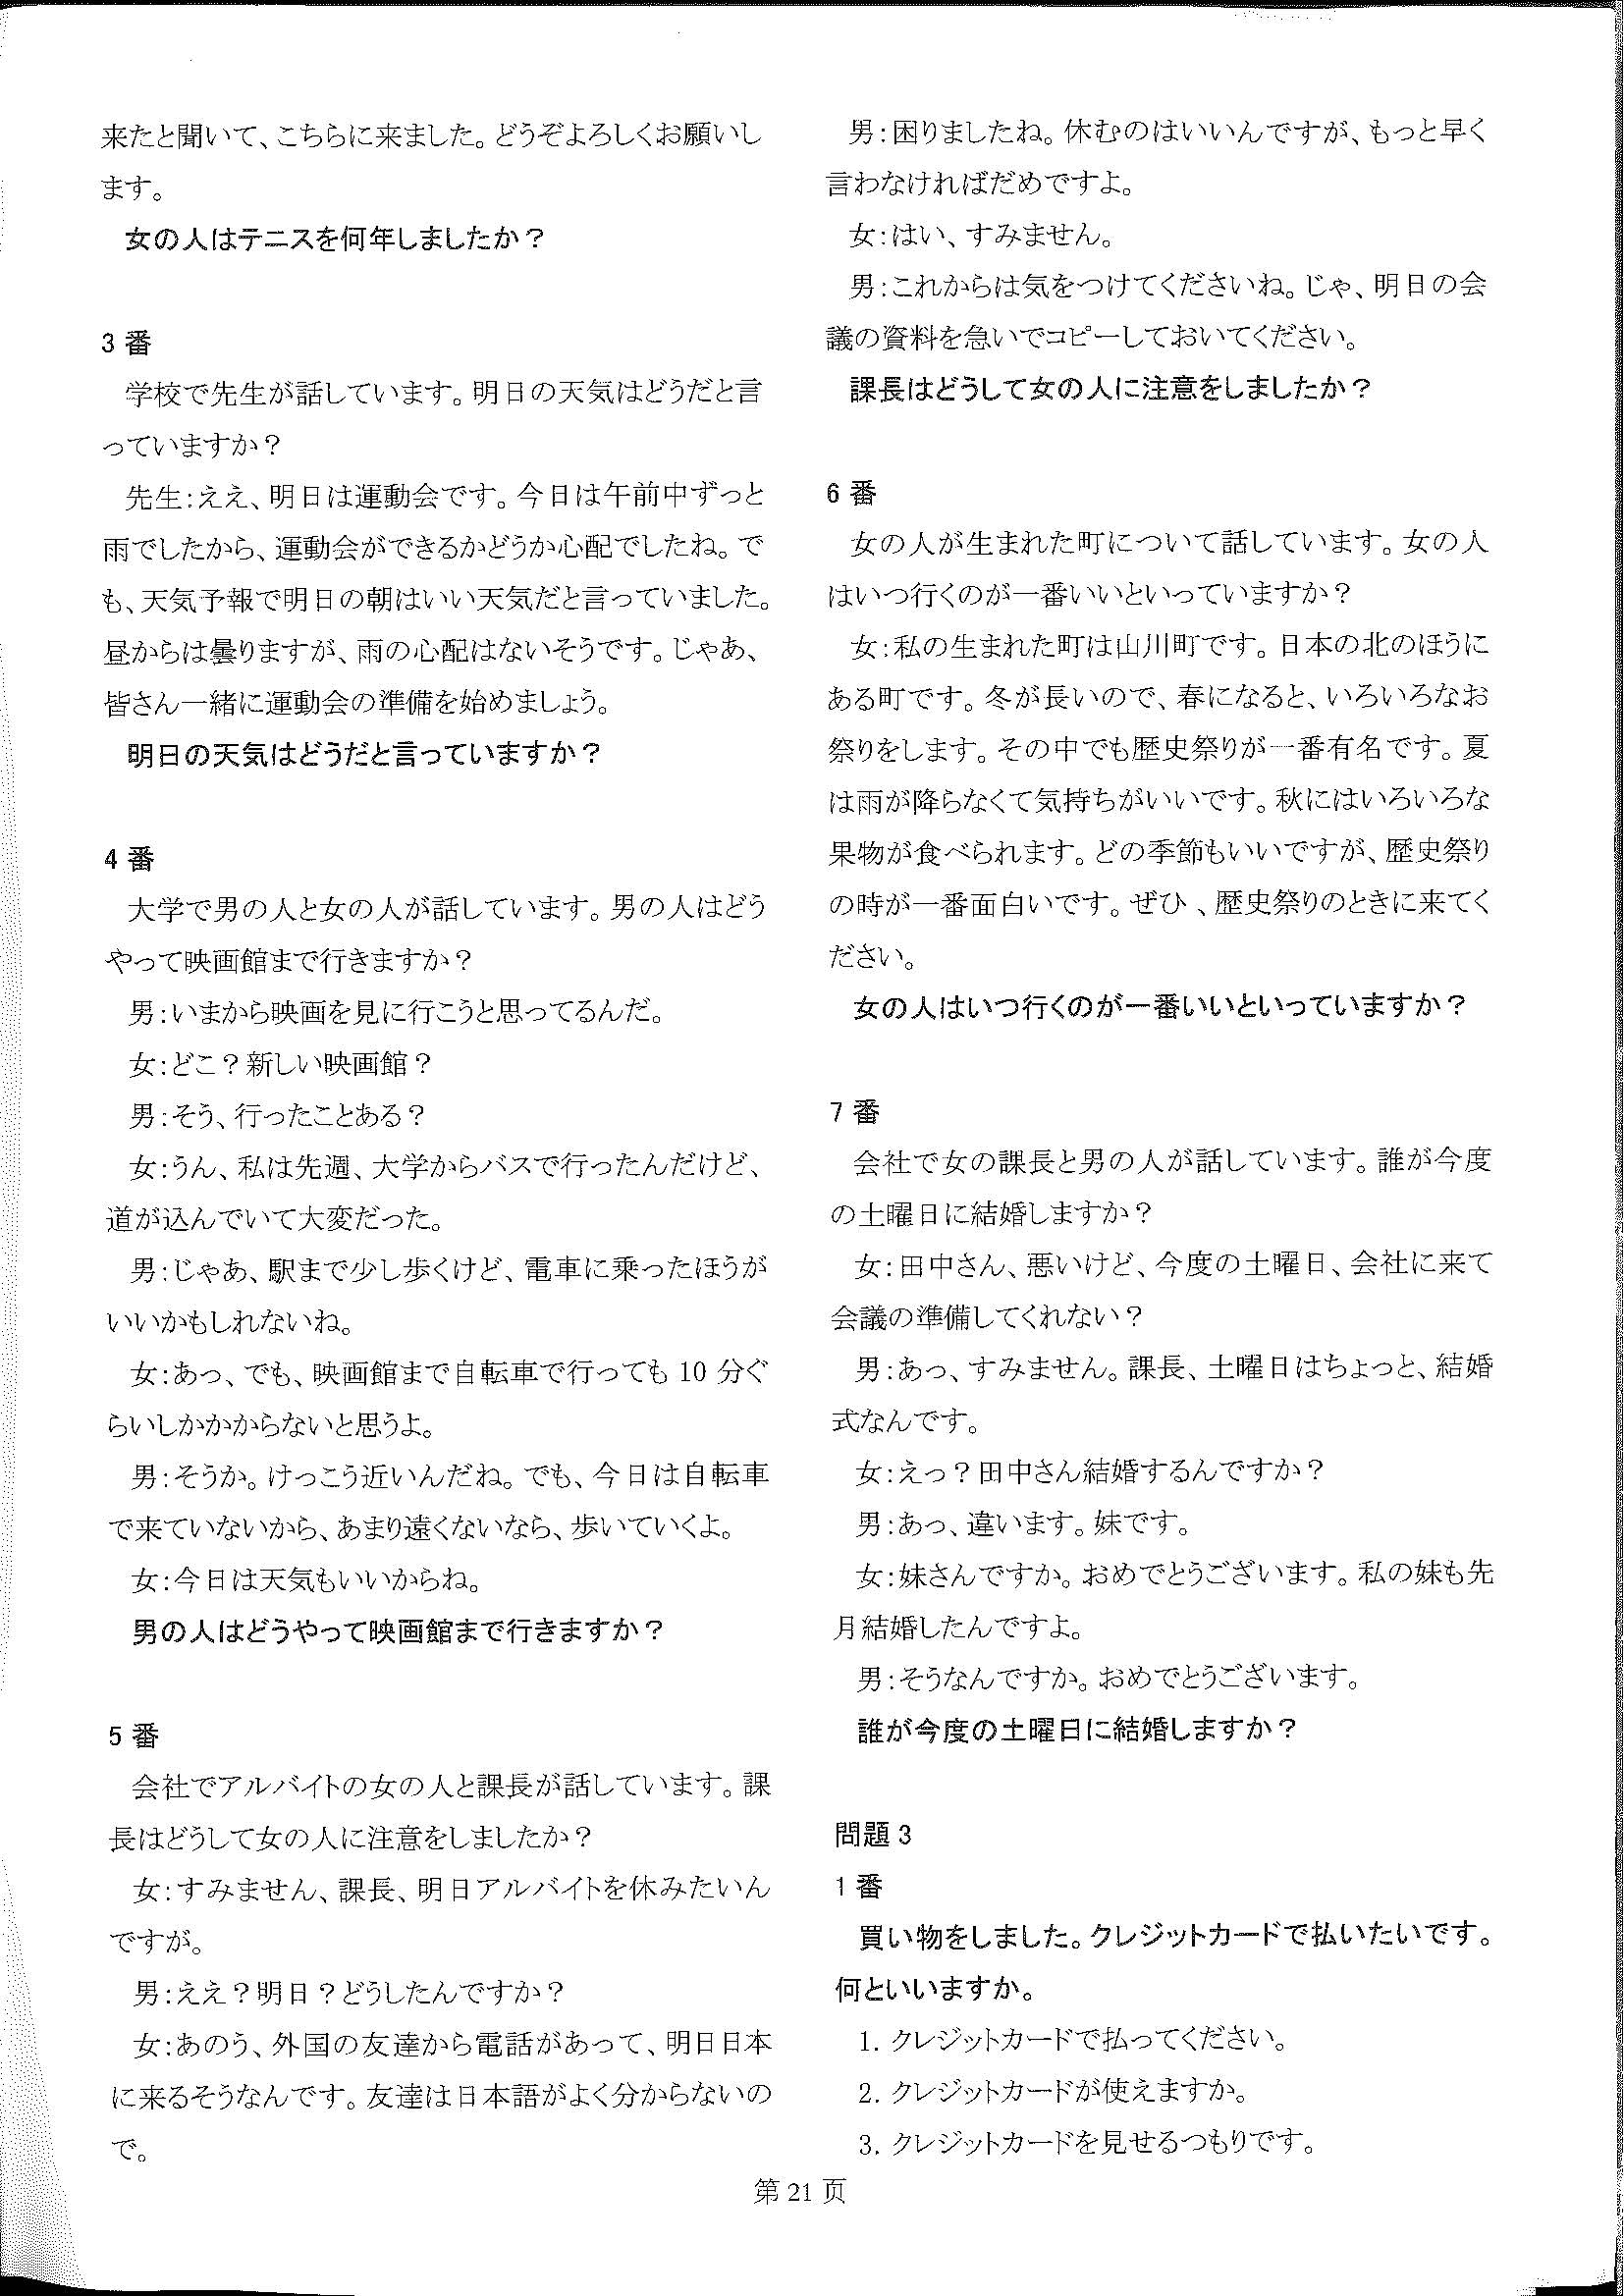 来たと聞いて、こちらに来ました。どうぞよろしくお願いし
ます。
女の人はテニスを何年しましたか？
3 番
学校で先生が話しています。明日の天気はどうだと言
っていますか？
先生：ええ、明日は運動会です。今日は午前中ずっと
雨でしたから、運動会ができるかどうか心配でしたね。で
も、天気予報で明日の朝はいい天気だと言っていました。
昼からは曇りますが、雨の心配はないそうです。じゃあ、
皆さん一緒に運動会の準備を始めましょう。
明日の天気はどうだと言っていますか？
4 番
大学で男の人と女の人が話しています。男の人はどう
やって映画館まで行きますか？
男：いまから映画を見に行こうと思ってるんだ。
女：どこ？新しい映画館？
男：そう、行ったことある？
女：うん、私は先週、大学からバスで行ったんだけど、
道が込んでいて大変だった。
男：じゃあ、駅まで少し歩くけど、電車に乗ったほうが
いいかもしれないね。
女：あっ、でも、映画館まで自転車で行っても 10 分ぐ
らいしかかからないと思うよ。
男：そうか。けっこう近いんだね。でも、今日は自転車
で来ていないから、あまり遠くないなら、歩いていくよ。
女：今日は天気もいいからね。
男の人はどうやって映画館まで行きますか？
5 番
会社でアルバイトの女の人と課長が話しています。課
長はどうして女の人に注意をしましたか？
女：すみません、課長、明日アルバイトを休みたいん
ですが。
男：ええ？明日？どうしたんですか？
女：あのう、外国の友達から電話があって、明日日本
に来るそうなんです。友達は日本語がよく分からないの
で。
男：困りましたね。休むのはいいんですが、もっと早く
言わなければだめですよ。
女：はい、すみません。
男：これからは気をつけてくださいね。じゃ、明日の会
議の資料を急いでコピーしておいてください。
課長はどうして女の人に注意をしましたか？
6 番
女の人が生まれた町について話しています。女の人
はいつ行くのが一番いいといっていますか？
女：私の生まれた町は山川町です。日本の北のほうに
ある町です。冬が長いので、春になると、いろいろなお
祭りをします。その中でも歴史祭りが一番有名です。夏
は雨が降らなくて気持ちがいいです。秋にはいろいろな
果物が食べられます。どの季節もいいですが、歴史祭り
の時が一番面白いです。ぜひ、歴史祭りのときに来てく
ださい。
女の人はいつ行くのが一番いいといっていますか？
7 番
会社で女の課長と男の人が話しています。誰が今度
の土曜日に結婚しますか？
女：田中さん、悪いけど、今度の土曜日、会社に来て
会議の準備してくれない？
男：あっ、すみません。課長、土曜日はちょっと、結婚
式なんです。
女：えっ？田中さん結婚するんですか？
男：あっ、違います。妹です。
女：妹さんですか。おめでとうございます。私の妹も先
月結婚したんですよ。
男：そうなんですか。おめでとうございます。
誰が今度の土曜日に結婚しますか？
問題 3
1 番
買い物をしました。クレジットカードで払いたいです。
何といいますか。
1. クレジットカードで払ってください。
2. クレジットカードが使えますか。
3. クレジットカードを見せるつもりです。
第 21 页